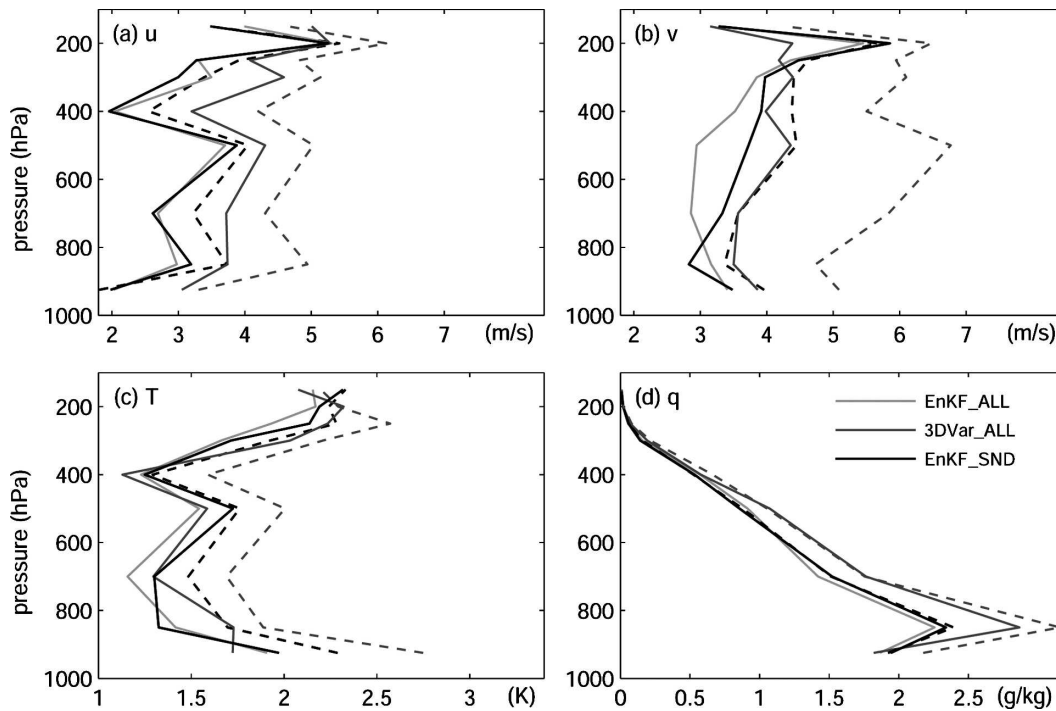 (a) u
pressure (hPa)
200
400
600
800
1000
2 3 4 5 6 7 (m/s)
(b) v
200
400
600
800
1000
2 3 4 5 6 7 (m/s)
(c) T
pressure (hPa)
200
400
600
800
1000
1 1.5 2 2.5 3 (K)
(d) q
EnKF_ALL
3DVar_ALL
EnKF_SND
200
400
600
800
1000
0 0.5 1 1.5 2 2.5 (g/kg)